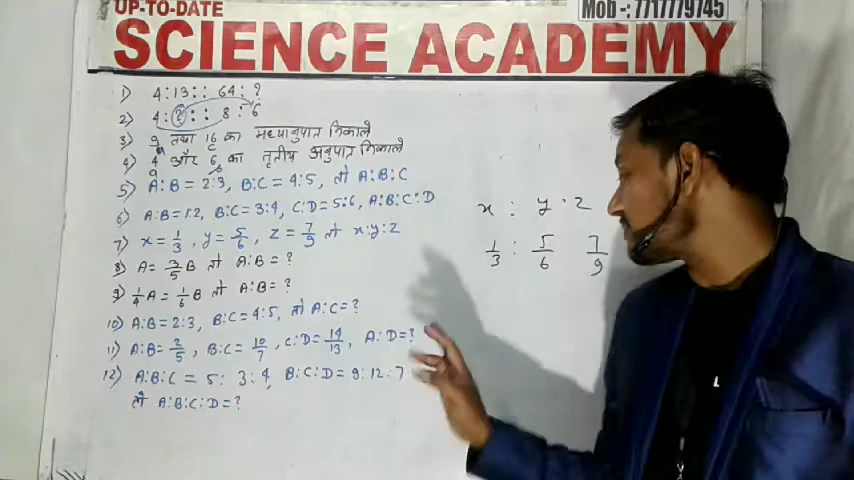 UP-TO-DATE
Mob -: 7717779745
SCIENCE ACADEMY
1) 4:13 :: 64: ?
2) 4: ? :: 8: 6
3) 9 तथा 16 का मध्यानुपात निकाले
4) 4 और 6 का तृतीय अनुपात निकाले
5) A:B = 2:3, B:C = 4:5, तो A:B:C
6) A:B = 1:2, B:C = 3:4, C:D = 5:6, A:B:C:D
7) x = 1/3, y = 5/6, z = 7/9 तो x:y:z
8) A = 3/5 B तो A:B = ?
9) 1/4 A = 1/6 B तो A:B = ?
10) A:B = 2:3, B:C = 4:5, तो A:C = ?
11) A:B = 2/5, B:C = 10/7, C:D = 14/13, A:D = ?
12) A:B:C = 5:3:4, B:C:D = 9:12:7
तो A:B:C:D = ?
x : y : z
1/3 : 5/6 7/9